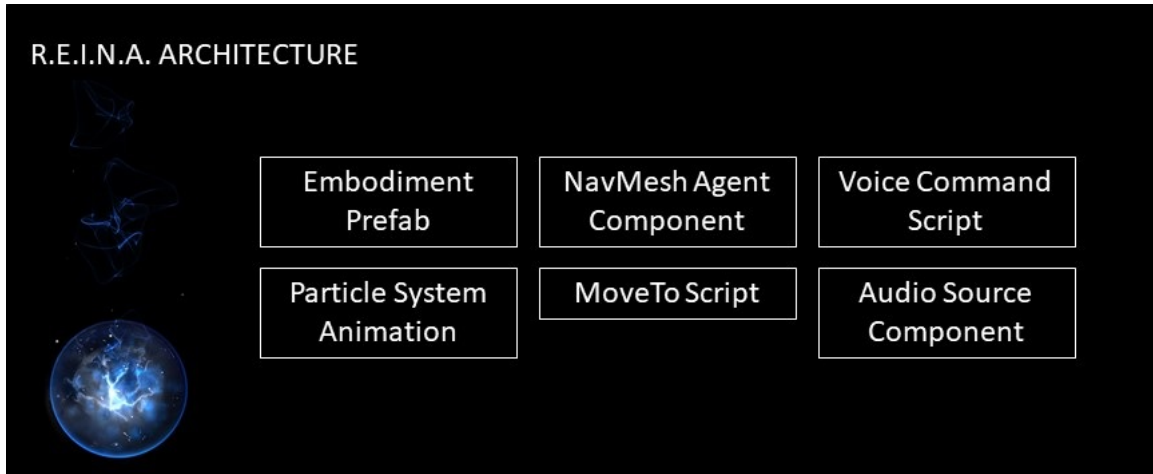 R.E.I.N.A. ARCHITECTURE
Embodiment
Prefab
NavMesh Agent
Component
Voice Command
Script
Particle System
Animation
MoveTo Script
Audio Source
Component